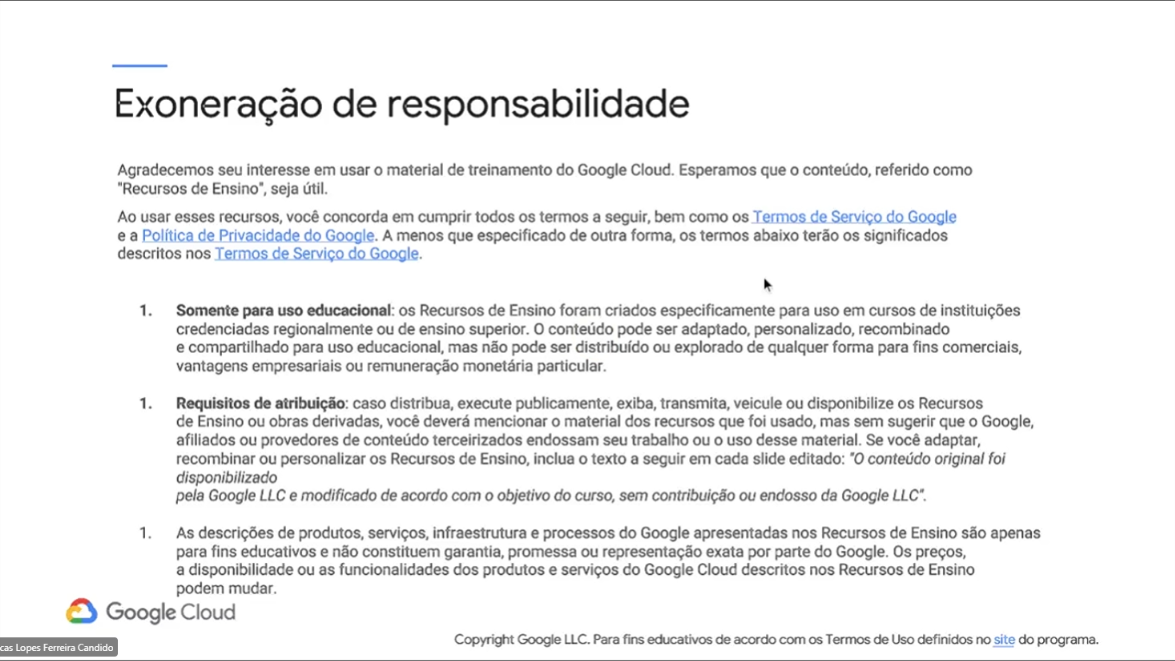 Exoneração de responsabilidade
Agradecemos seu interesse em usar o material de treinamento do Google Cloud. Esperamos que o conteúdo, referido como
"Recursos de Ensino", seja útil.
Ao usar esses recursos, você concorda em cumprir todos os termos a seguir, bem como os Termos de Serviço do Google
e a Política de Privacidade do Google. A menos que especificado de outra forma, os termos abaixo terão os significados
descritos nos Termos de Serviço do Google.
1. Somente para uso educacional: os Recursos de Ensino foram criados especificamente para uso em cursos de instituições
credenciadas regionalmente ou de ensino superior. O conteúdo pode ser adaptado, personalizado, recombinado
e compartilhado para uso educacional, mas não pode ser distribuído ou explorado de qualquer forma para fins comerciais,
vantagens empresariais ou remuneração monetária particular.
1. Requisitos de atribuição: caso distribua, execute publicamente, exiba, transmita, veicule ou disponibilize os Recursos
de Ensino ou obras derivadas, você deverá mencionar o material dos recursos que foi usado, mas sem sugerir que o Google,
afiliados ou provedores de conteúdo terceirizados endossam seu trabalho ou o uso desse material. Se você adaptar,
recombinar ou personalizar os Recursos de Ensino, inclua o texto a seguir em cada slide editado: "O conteúdo original foi
disponibilizado
pela Google LLC e modificado de acordo com o objetivo do curso, sem contribuição ou endosso da Google LLC".
1. As descrições de produtos, serviços, infraestrutura e processos do Google apresentadas nos Recursos de Ensino são apenas
para fins educativos e não constituem garantia, promessa ou representação exata por parte do Google. Os preços,
a disponibilidade ou as funcionalidades dos produtos e serviços do Google Cloud descritos nos Recursos de Ensino
podem mudar.
Google Cloud
Copyright Google LLC. Para fins educativos de acordo com os Termos de Uso definidos no site do programa.
cas Lopes Ferreira Candido